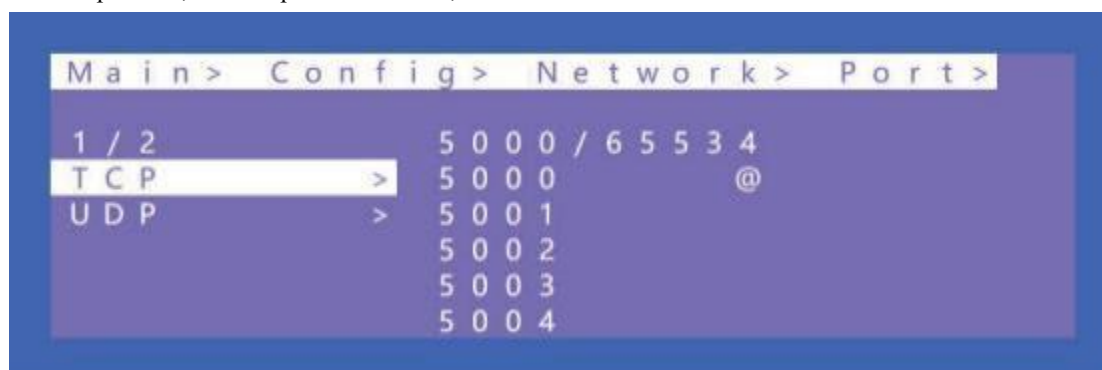 Main> Config> Network> Port>
1/2 5000/65534
TCP > 5000 @
UDP > 5001
5002
5003
5004